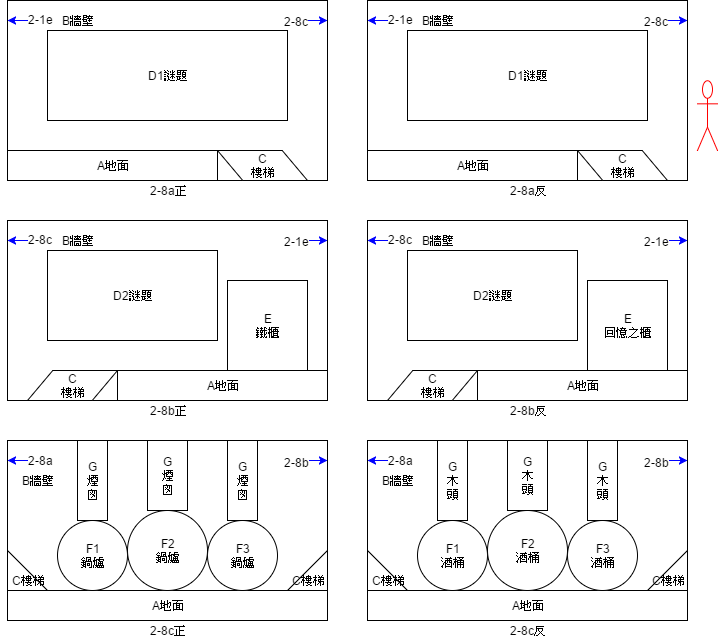 2-1e B牆壁 2-8c
D1謎題
A地面
C
樓梯
2-8a正
2-1e B牆壁 2-8c
D1謎題
A地面
C
樓梯
2-8a反
2-8c B牆壁 2-1e
D2謎題
E
鐵櫃
C
樓梯
A地面
2-8b正
2-8c B牆壁 2-1e
D2謎題
E
回憶之櫃
C
樓梯
A地面
2-8b反
2-8a
2-8b
B牆壁
G
煙
囪
G
煙
囪
G
煙
囪
F1
鍋爐
F2
鍋爐
F3
鍋爐
C樓梯
C樓梯
A地面
2-8c正
2-8a
2-8b
B牆壁
G
木
頭
G
木
頭
G
木
頭
F1
酒桶
F2
酒桶
F3
酒桶
C樓梯
C樓梯
A地面
2-8c反